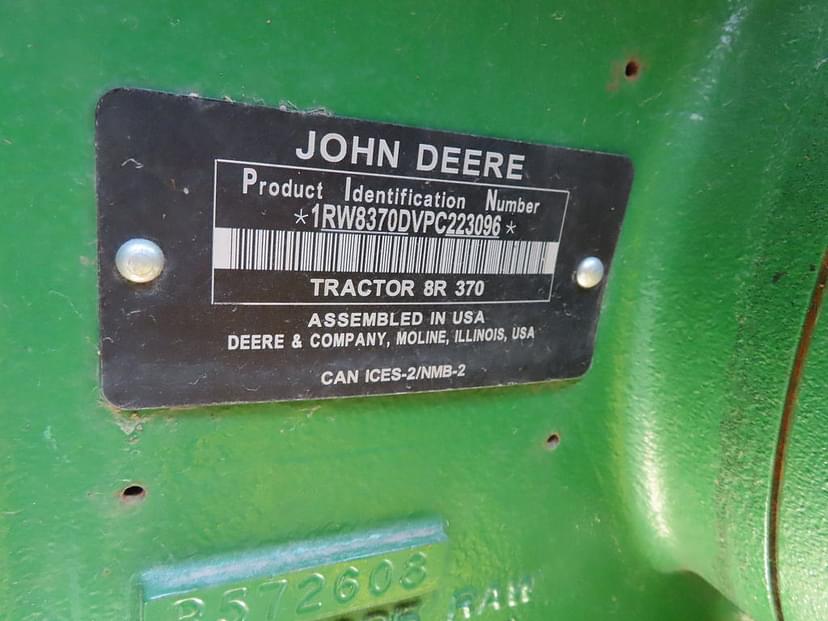 JOHN DEERE
Product Identification Number
*1RW8370DVPC223096*
TRACTOR 8R 370
ASSEMBLED IN USA
DEERE & COMPANY, MOLINE, ILLINOIS, USA
CAN ICES-2/NMB-2
R572608